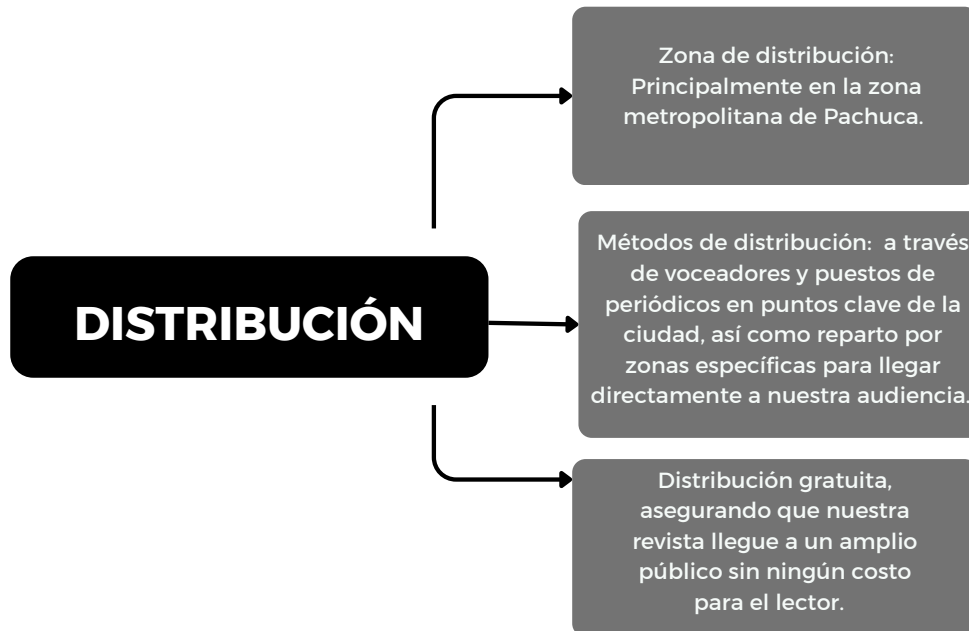 Zona de distribución:
Principalmente en la zona
metropolitana de Pachuca.
DISTRIBUCIÓN
Métodos de distribución: a través
de voceadores y puestos de
periódicos en puntos clave de la
ciudad, así como reparto por
zonas específicas para llegar
directamente a nuestra audiencia.
Distribución gratuita,
asegurando que nuestra
revista llegue a un amplio
público sin ningún costo
para el lector.